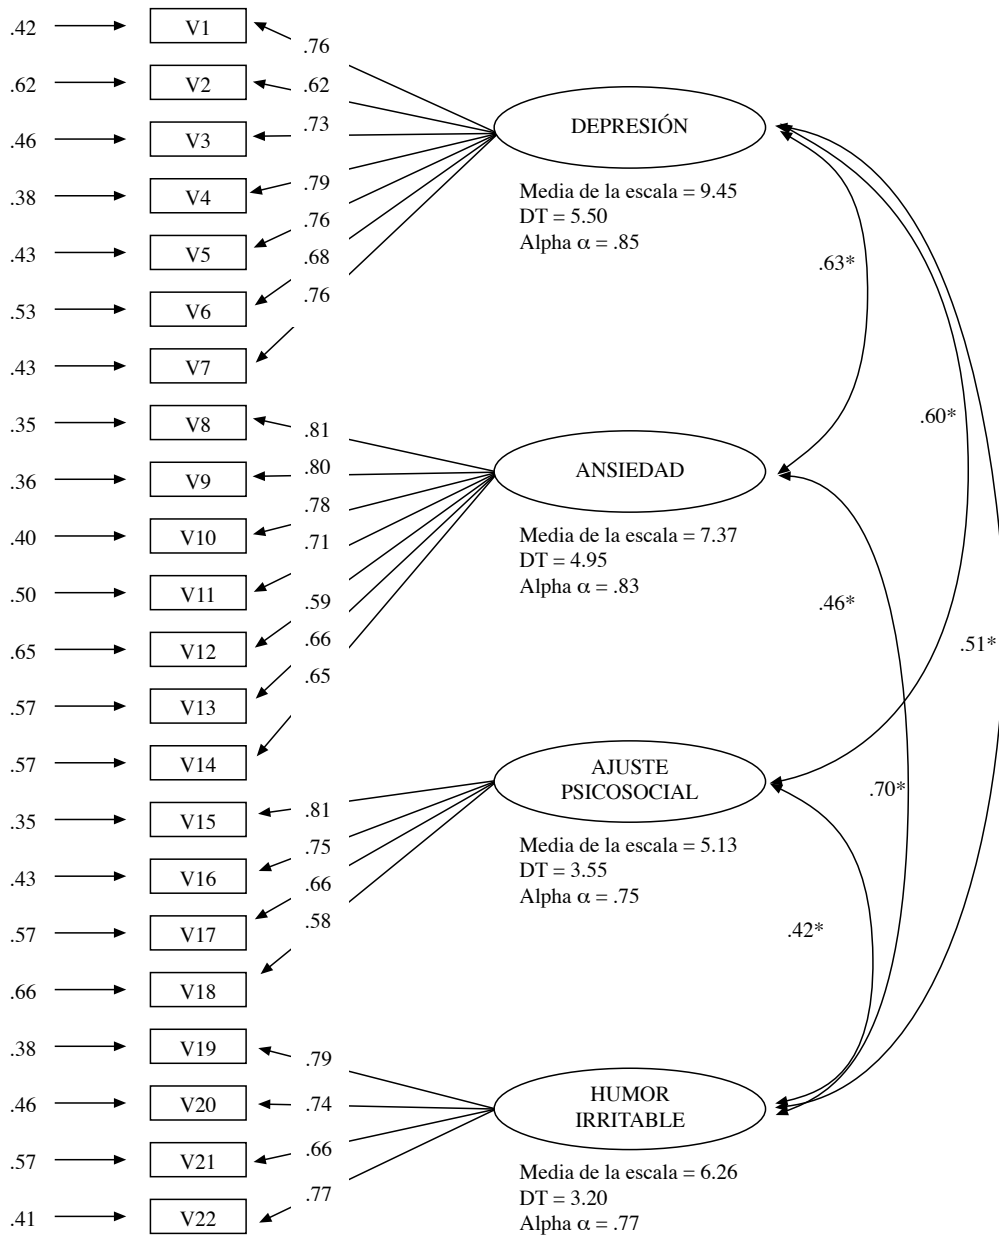 .42 V1 .76
.62 V2 .62
.46 V3 .73
DEPRESIÓN
.38 V4 .79
Media de la escala = 9.45
DT = 5.50
Alpha α = .85
.43 V5 .76
.63*
.53 V6 .68
.43 V7 .76
.35 V8 .81
.60*
.36 V9 .80
ANSIEDAD
.40 V10 .78
Media de la escala = 7.37
DT = 4.95
Alpha α = .83
.50 V11 .71
.46*
.65 V12 .59
.51*
.57 V13 .66
.57 V14 .65
AJUSTE
PSICOSOCIAL
.70*
.35 V15 .81
Media de la escala = 5.13
DT = 3.55
Alpha α = .75
.43 V16 .75
.57 V17 .66
.42*
.66 V18 .58
.38 V19 .79
.46 V20 .74
HUMOR
IRRITABLE
.57 V21 .66
Media de la escala = 6.26
DT = 3.20
Alpha α = .77
.41 V22 .77